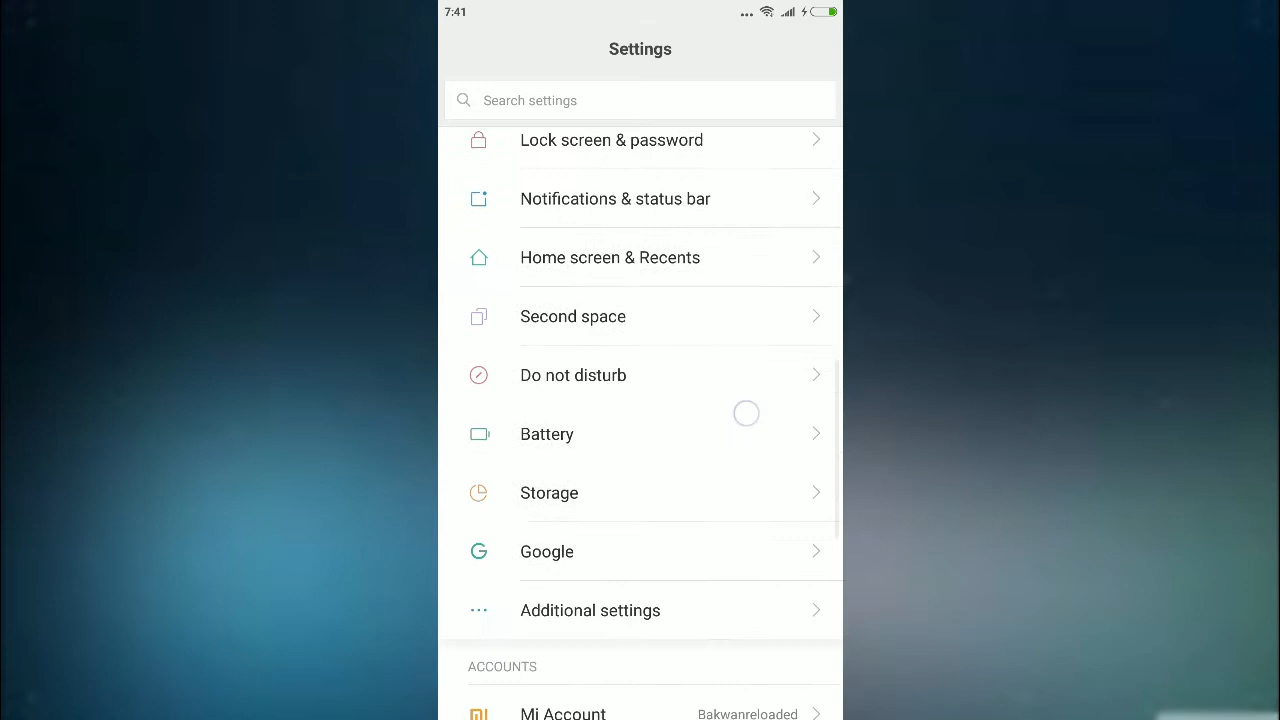 7:41
Settings
Search settings
Lock screen & password
Notifications & status bar
Home screen & Recents
Second space
Do not disturb
Battery
Storage
Google
Additional settings
ACCOUNTS
Mi Account Bakwanreloaded